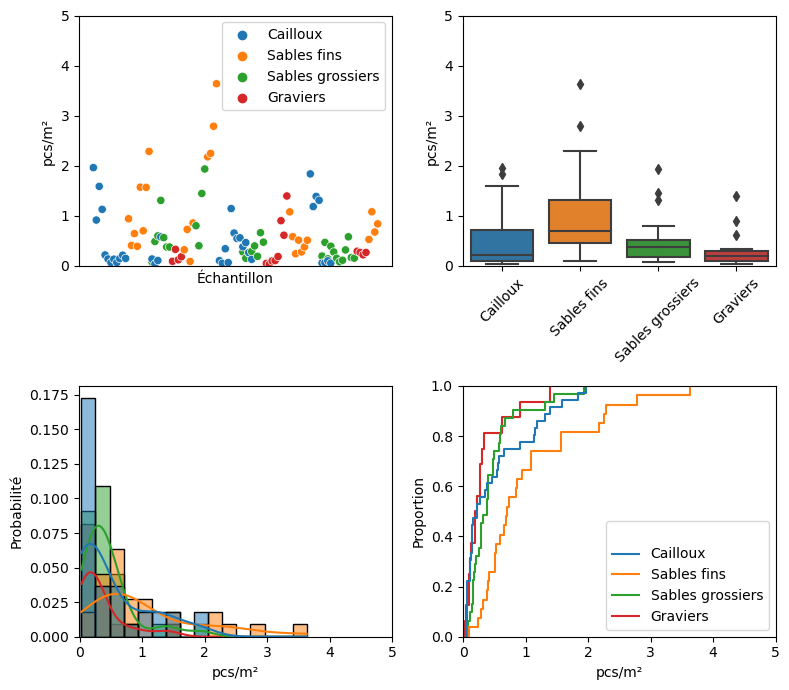 5
4
3
2
1
0
pcs/m²
Échantillon
Cailloux
Sables fins
Sables grossiers
Graviers
5
4
3
2
1
0
pcs/m²
Cailloux
Sables fins
Sables grossiers
Graviers
0.175
0.150
0.125
0.100
0.075
0.050
0.025
0.000
Probabilité
0 1 2 3 4 5
pcs/m²
1.0
0.8
0.6
0.4
0.2
0.0
Proportion
Cailloux
Sables fins
Sables grossiers
Graviers
0 1 2 3 4 5
pcs/m²